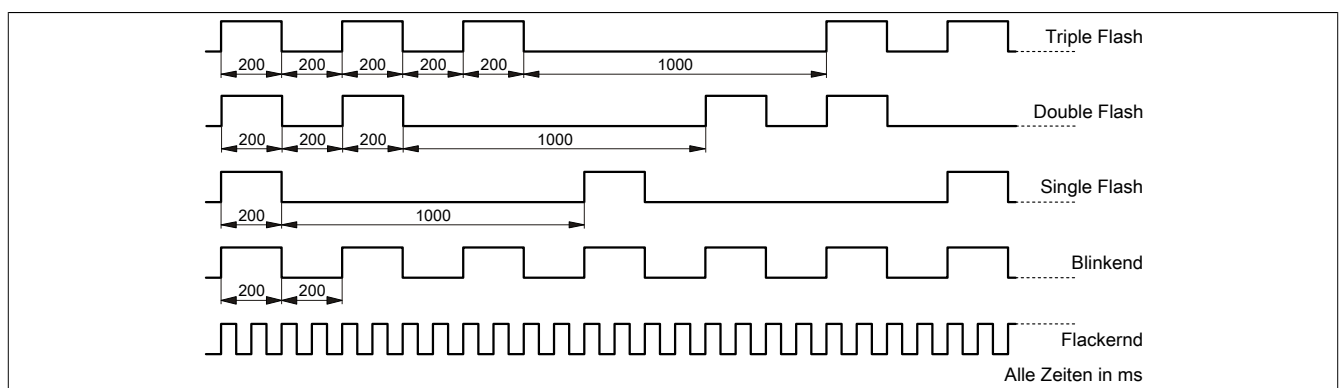 Triple Flash
200 200 200 200 200 1000
Double Flash
200 200 200 1000
Single Flash
200 1000
Blinkend
200 200
Flackernd
Alle Zeiten in ms